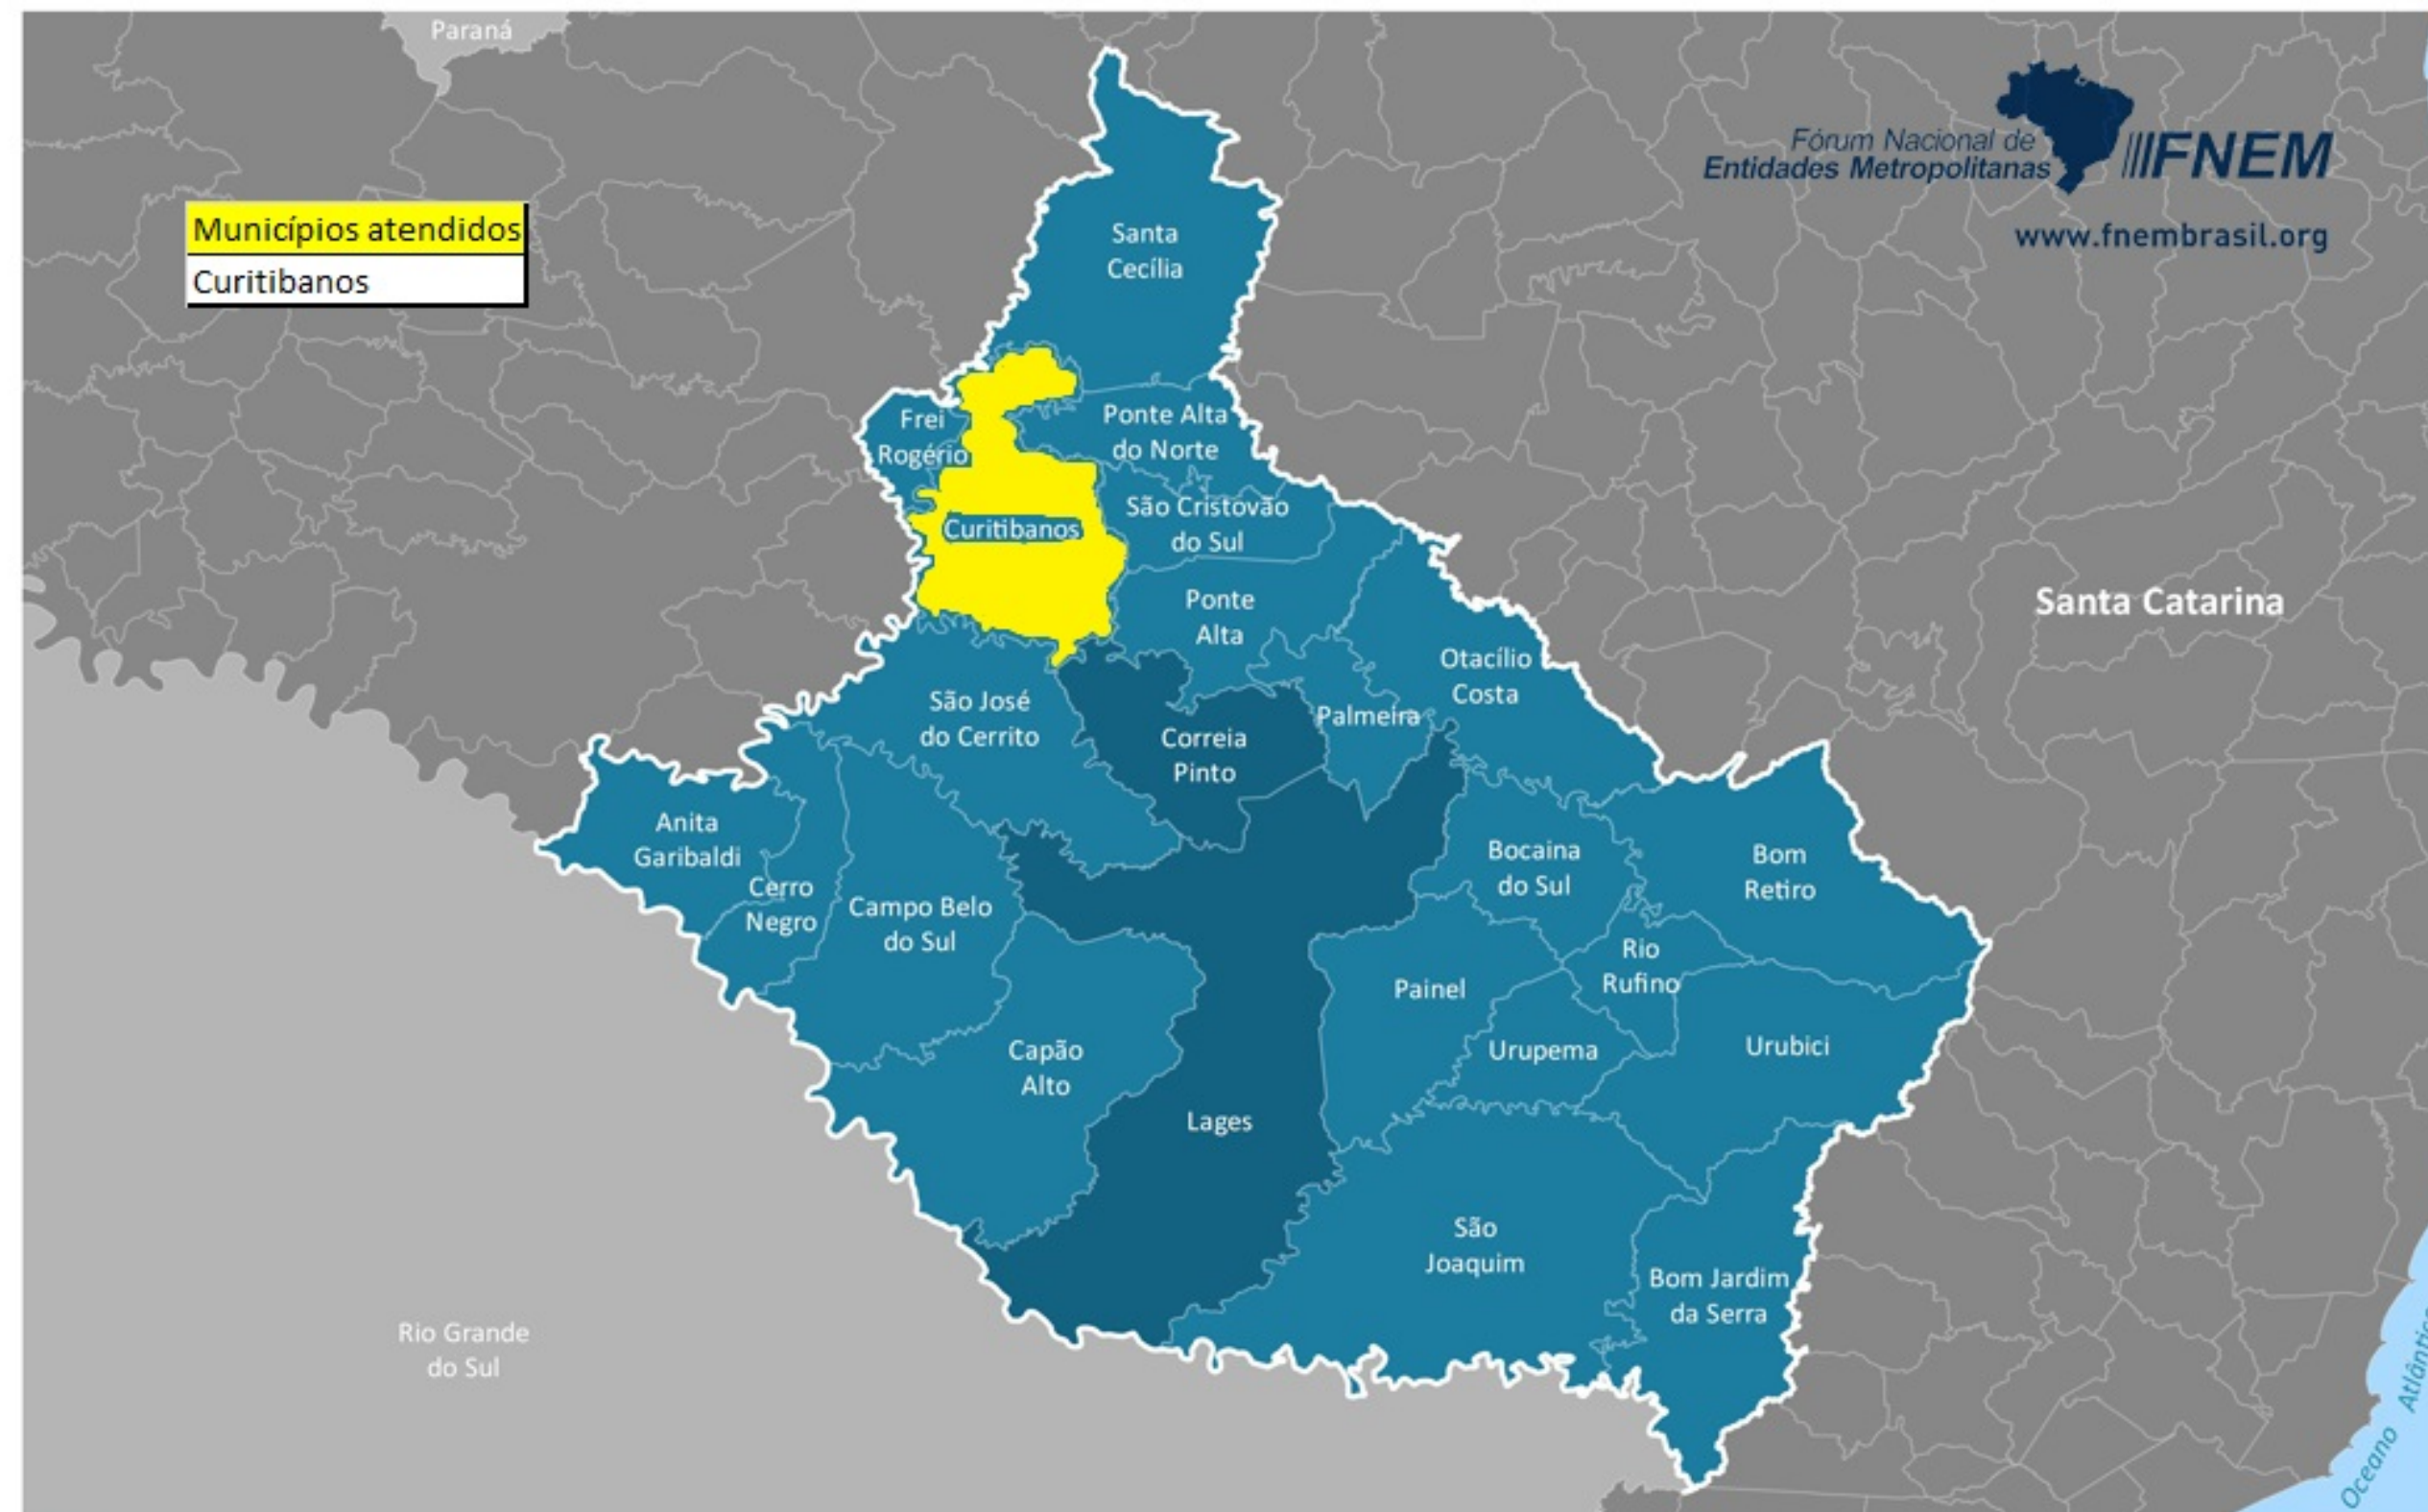 Paraná
Fórum Nacional de
Entidades Metropolitanas
FNEM
www.fnembrasil.org
Municípios atendidos
Curitibanos
Santa
Cecília
Frei
Rogério
Ponte Alta
do Norte
Curitibanos
São Cristovão
do Sul
Ponte
Alta
Santa Catarina
Otacílio
Costa
São José
do Cerrito
Palmeira
Correia
Pinto
Anita
Garibaldi
Cerro
Negro
Campo Belo
do Sul
Bocaina
do Sul
Bom
Retiro
Rio
Rufino
Painel
Urupema
Urubici
Capão
Alto
Lages
São
Joaquim
Bom Jardim
da Serra
Rio Grande
do Sul
Oceano Atlântico